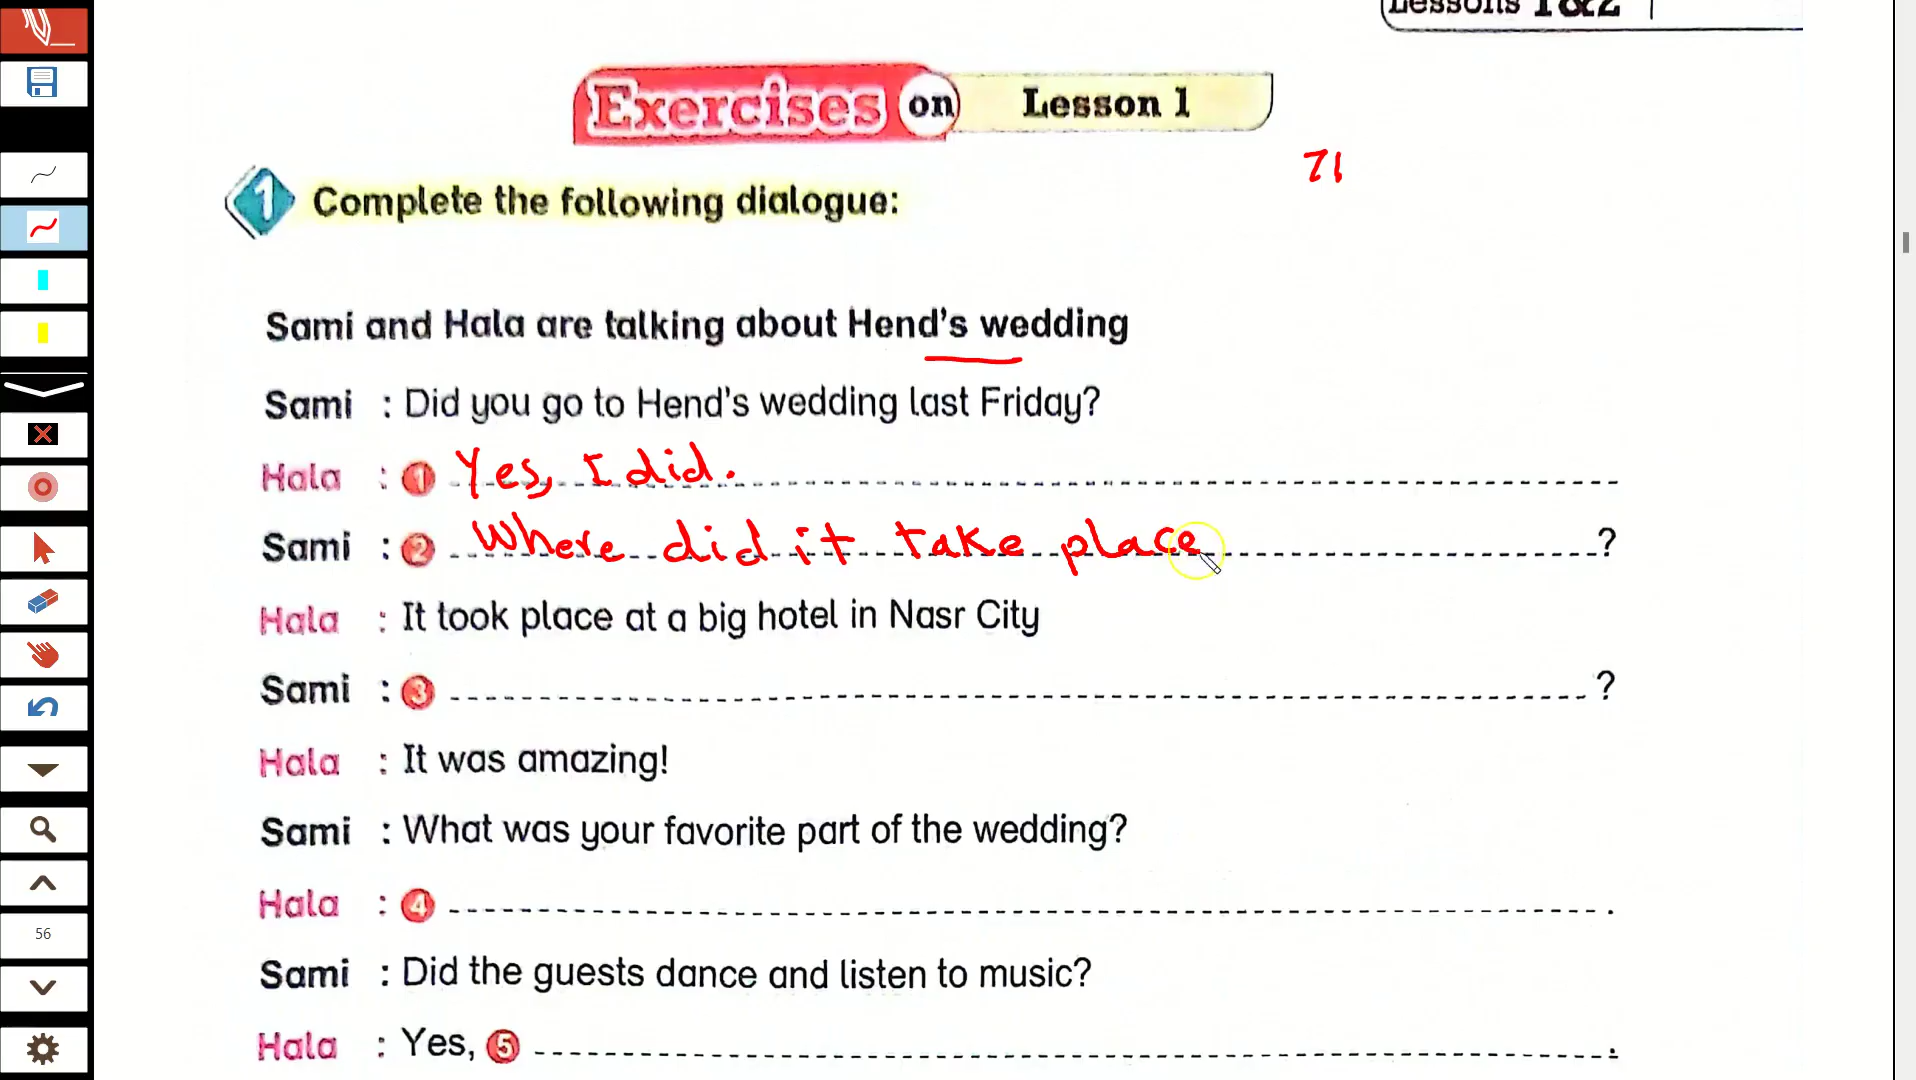 Lessons 1&2
Exercises on Lesson 1
71
1 Complete the following dialogue:
Sami and Hala are talking about Hend's wedding
Sami : Did you go to Hend's wedding last Friday?
Hala : 1 Yes, I did.
Sami : 2 Where did it take place ?
Hala : It took place at a big hotel in Nasr City
Sami : 3 ?
Hala : It was amazing!
Sami : What was your favorite part of the wedding?
Hala : 4 .
Sami : Did the guests dance and listen to music?
Hala : Yes, 5 .
56